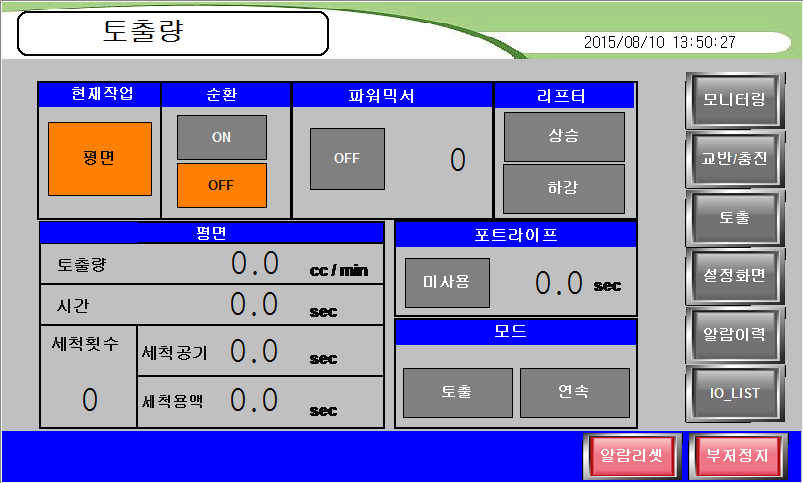 토출량
2015/08/10 13:50:27
현재작업 순환 파워믹서 리프터
평면 ON OFF OFF 0 상승 하강
평면
토출량 0.0 cc / min
시간 0.0 sec
세척횟수 0
세척공기 0.0 sec
세척용액 0.0 sec
포트라이프
미사용 0.0 sec
모드
토출 연속
모니터링
교반/충진
토출
설정화면
알람이력
IO_LIST
알람리셋 부저정지